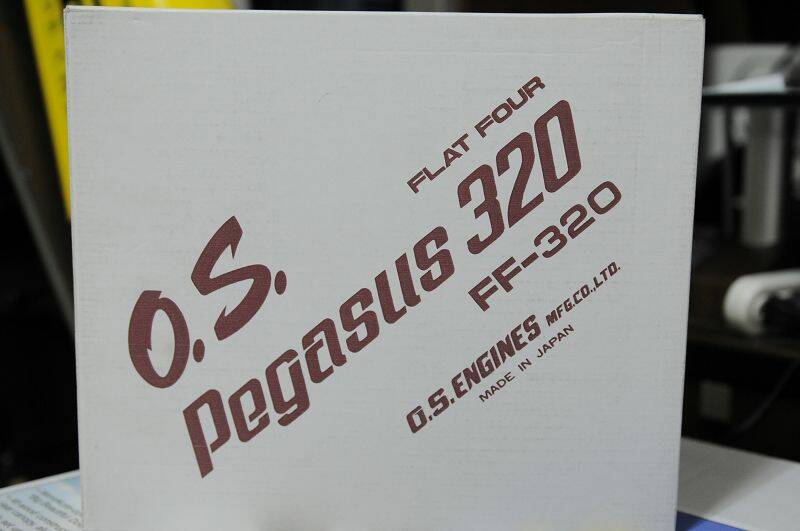 FLAT FOUR
O.S.
Pegasus 320
FF-320
O.S.ENGINES MFG.CO.,LTD.
MADE IN JAPAN